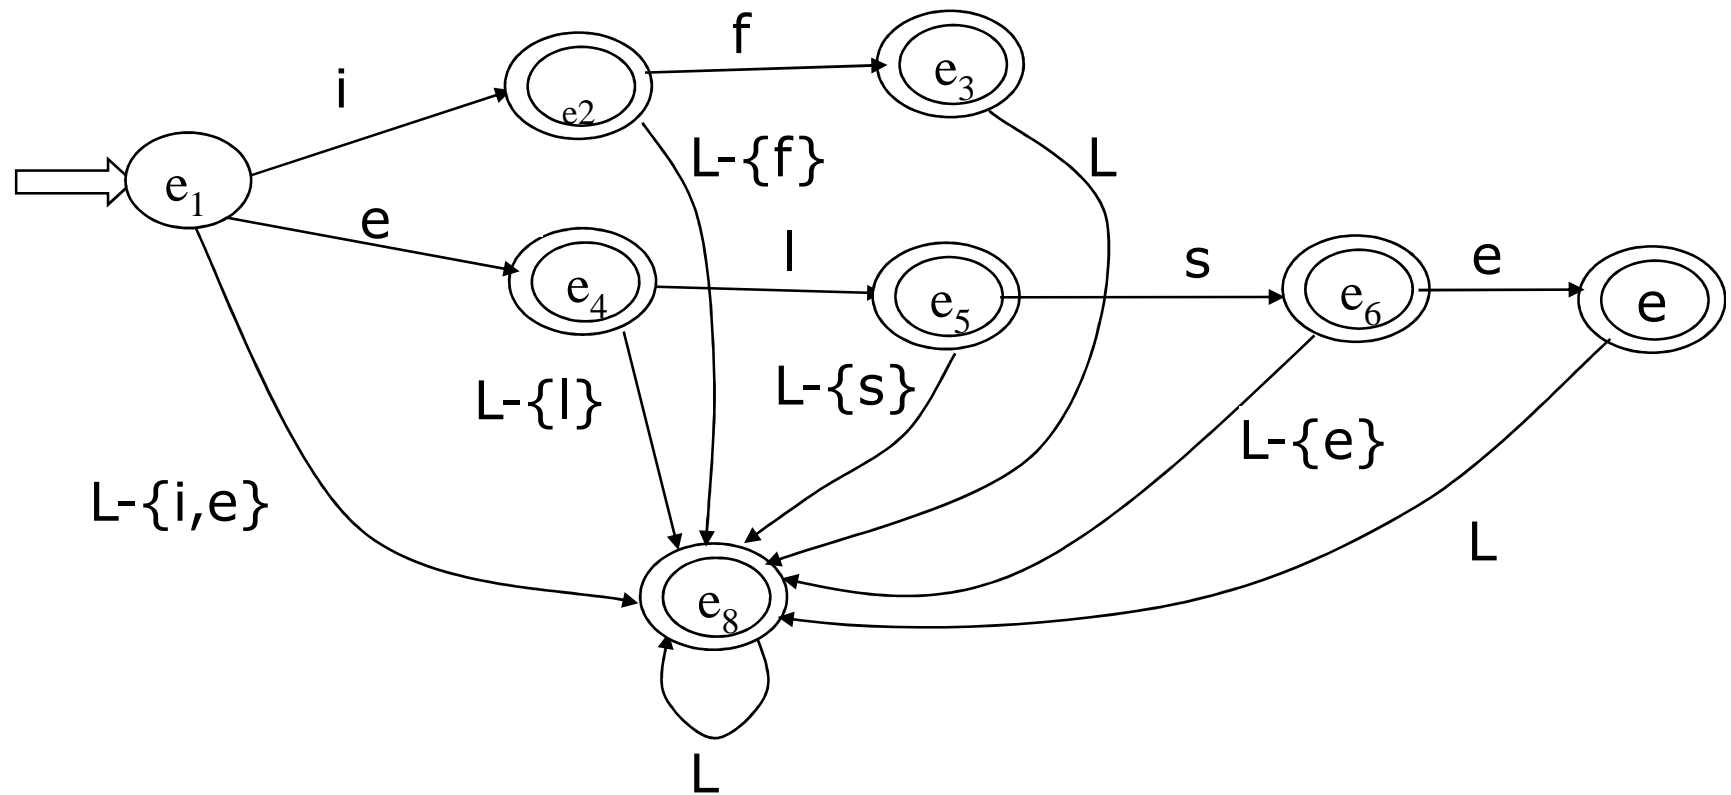 f
i
e₃
e2
L-{f}
L
e₁
e
l
s
e
e₄
e₅
e₆
e
L-{l}
L-{s}
L-{e}
L-{i,e}
L
e₈
L